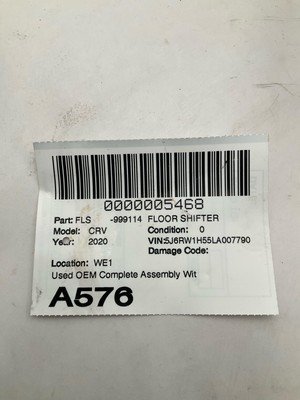 0000005468
Part: FLS -999114 FLOOR SHIFTER
Model: CRV Condition: 0
Year: 2020 VIN:5J6RW1H55LA007790
Damage Code:
Location: WE1
Used OEM Complete Assembly Wit
A576